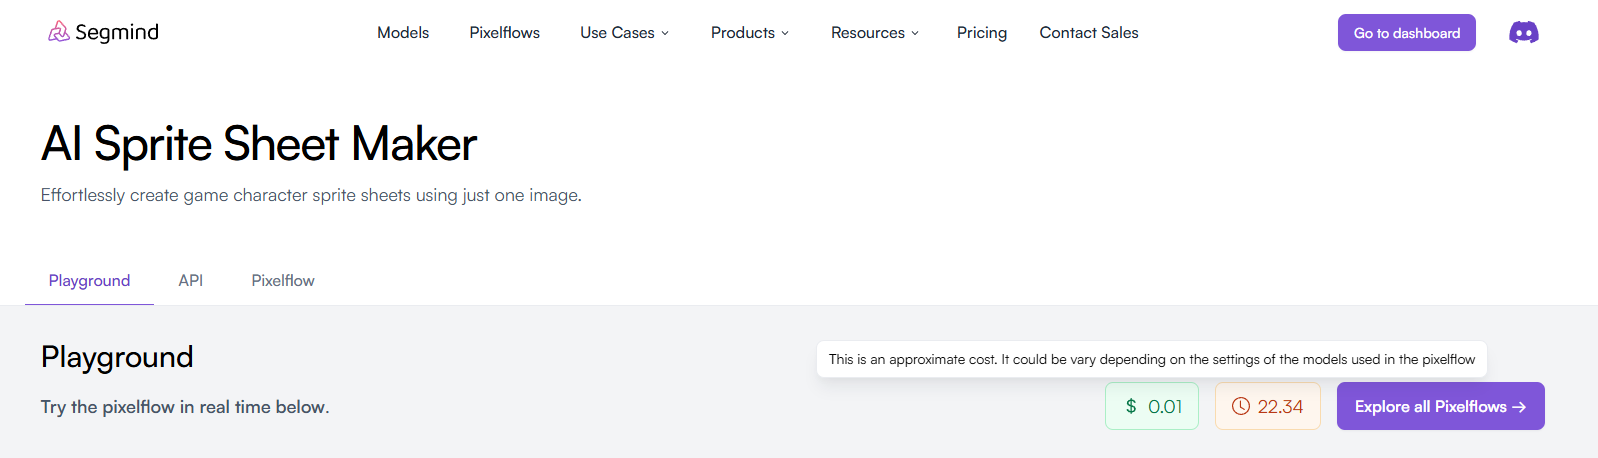 Segmind
Models Pixelflows Use Cases Products Resources Pricing Contact Sales Go to dashboard
AI Sprite Sheet Maker
Effortlessly create game character sprite sheets using just one image.
Playground API Pixelflow
Playground
This is an approximate cost. It could be vary depending on the settings of the models used in the pixelflow
Try the pixelflow in real time below.
$ 0.01 22.34 Explore all Pixelflows →